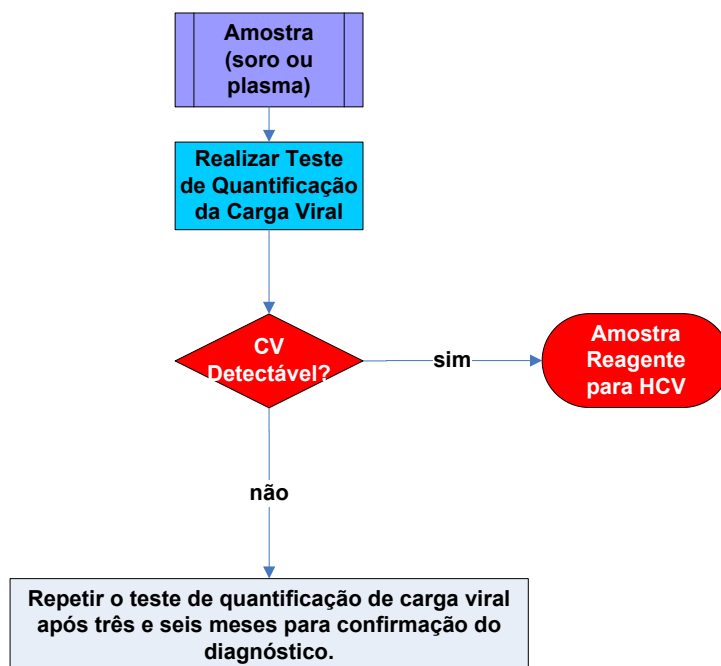 Amostra
(soro ou
plasma)
Realizar Teste
de Quantificação
da Carga Viral
CV
Detectável?
sim
Amostra
Reagente
para HCV
não
Repetir o teste de quantificação de carga viral
após três e seis meses para confirmação do
diagnóstico.